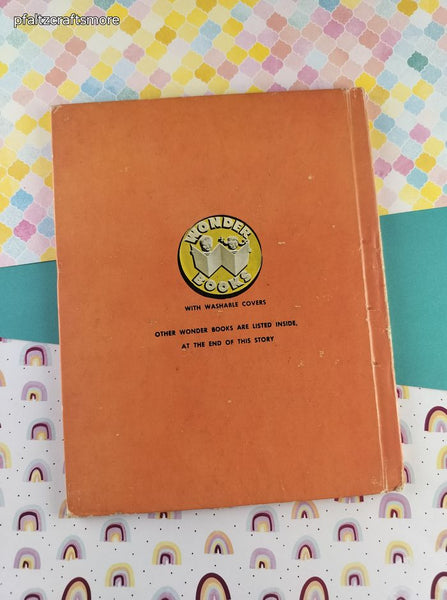 pfaltzcraftsmore
WONDER
BOOKS
WITH WASHABLE COVERS
OTHER WONDER BOOKS ARE LISTED INSIDE,
AT THE END OF THIS STORY